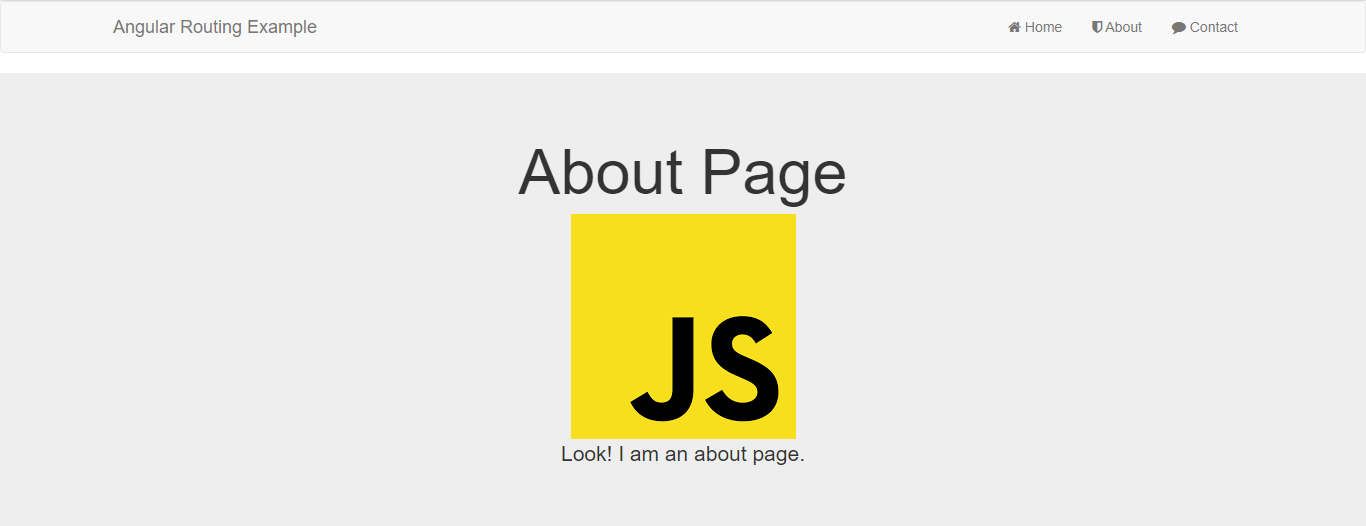 Angular Routing Example
Home About Contact
About Page
JS
Look! I am an about page.